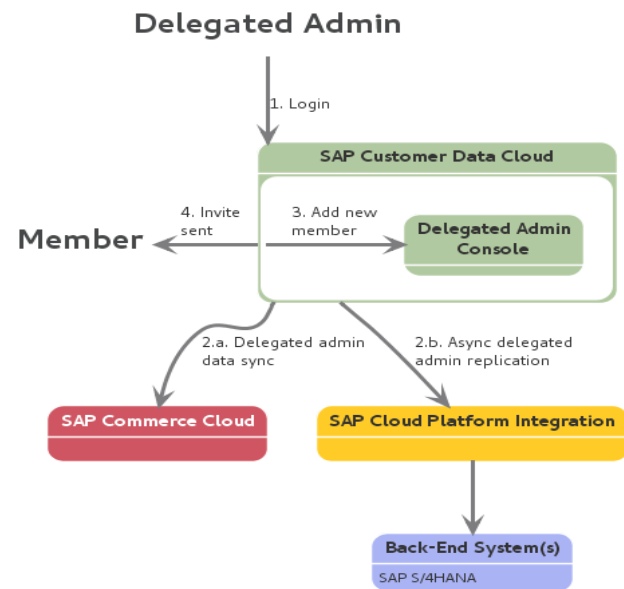 Delegated Admin
1. Login
SAP Customer Data Cloud
4. Invite
sent
3. Add new
member
Delegated Admin
Console
Member
2.a. Delegated admin
data sync
2.b. Async delegated
admin replication
SAP Commerce Cloud
SAP Cloud Platform Integration
Back-End System(s)
SAP S/4HANA